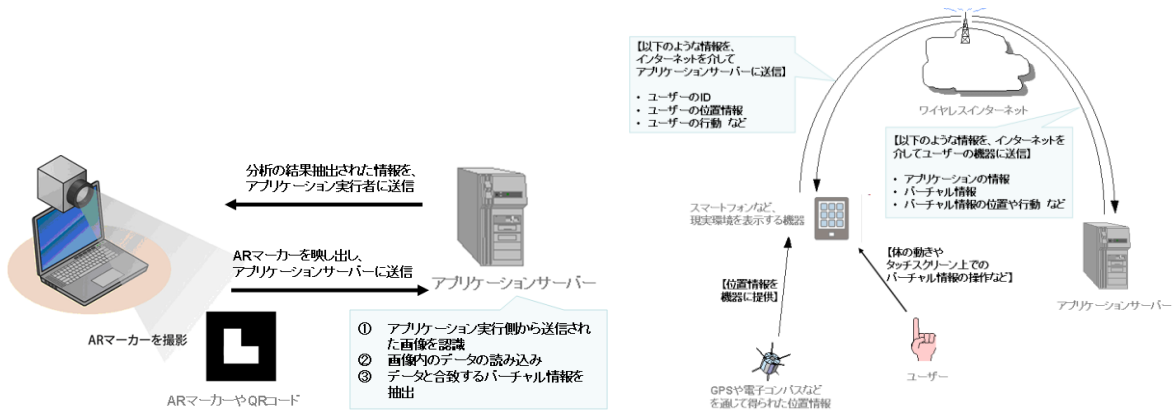 分析の結果抽出された情報を、
アプリケーション実行者に送信
ARマーカーを映し出し、
アプリケーションサーバーに送信
アプリケーションサーバー
ARマーカーを撮影
ARマーカーやQRコード
① アプリケーション実行側から送信され
た画像を認識
② 画像内のデータの読み込み
③ データと合致するバーチャル情報を
抽出
【以下のような情報を、
インターネットを介して
アプリケーションサーバーに送信】
・ ユーザーのID
・ ユーザーの位置情報
・ ユーザーの行動 など
ワイヤレスインターネット
【以下のような情報を、インターネットを
介してユーザーの機器に送信】
・ アプリケーションの情報
・ バーチャル情報
・ バーチャル情報の位置や行動 など
スマートフォンなど、
現実環境を表示する機器
【体の動きや
タッチスクリーン上での
バーチャル情報の操作など】
アプリケーションサーバー
【位置情報を
機器に提供】
ユーザー
GPSや電子コンパスなど
を通じて得られた位置情報